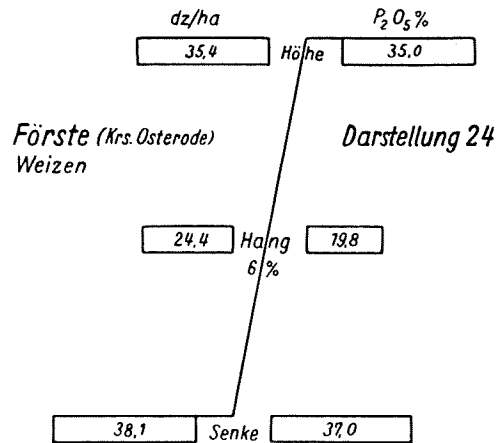 dz/ha P₂O₅%
35,4 Höhe 35,0
Förste (Krs. Osterode) Darstellung 24
Weizen
24,4 Hang 19,8
6 %
38,1 Senke 37,0